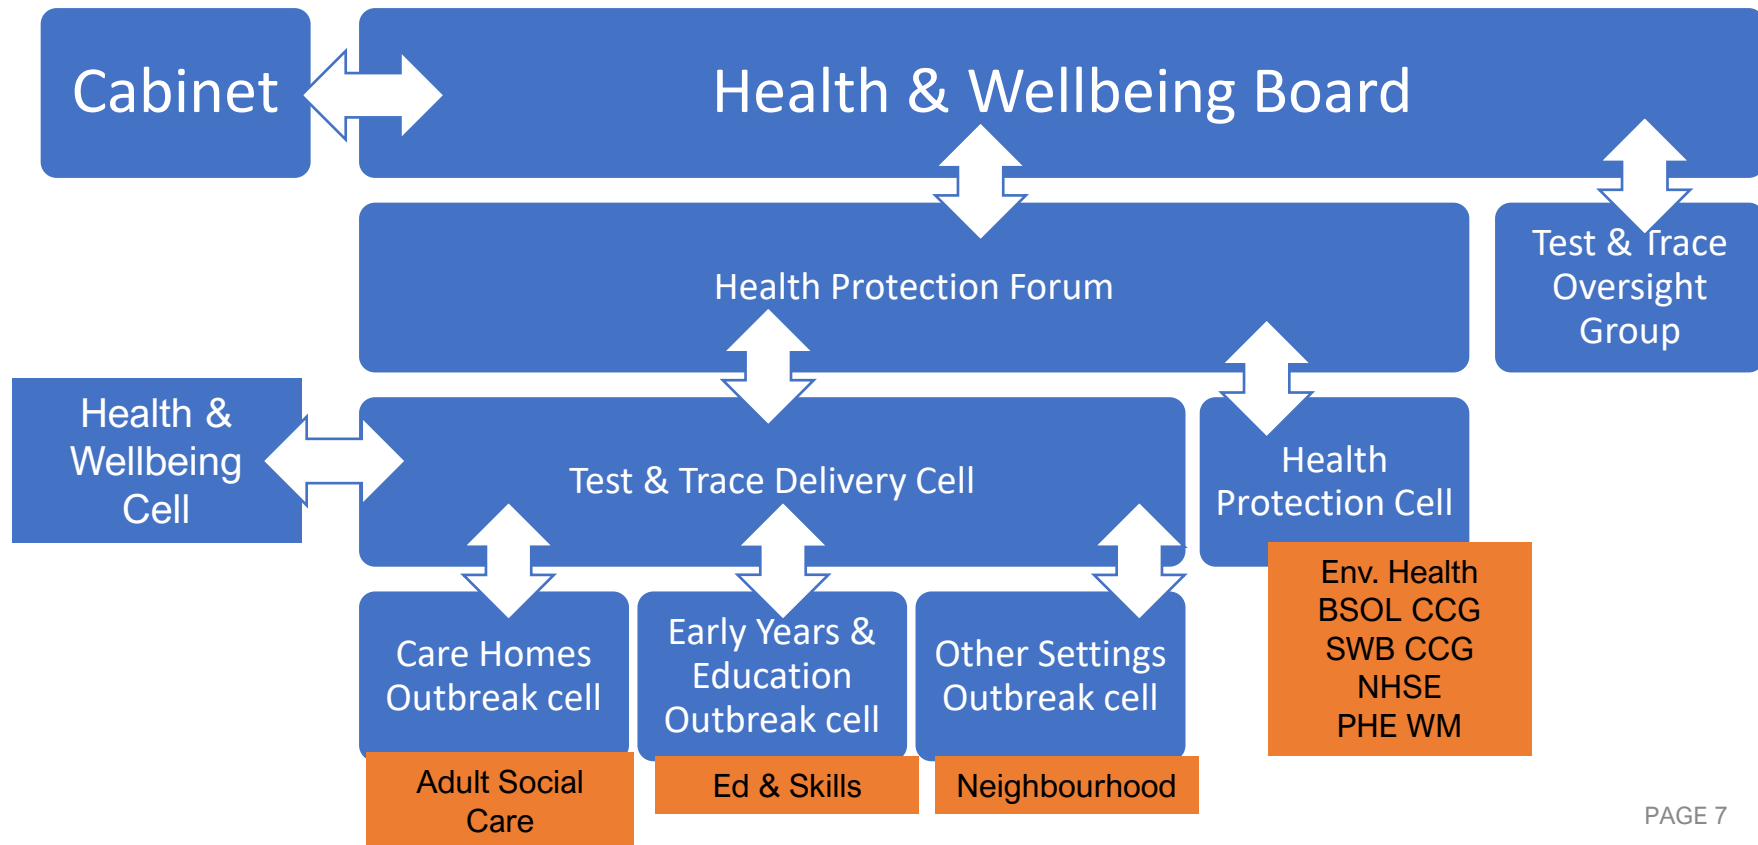 Cabinet
Health & Wellbeing Board
Health Protection Forum
Test & Trace
Oversight
Group
Health &
Wellbeing
Cell
Test & Trace Delivery Cell
Health
Protection Cell
Env. Health
BSOL CCG
SWB CCG
NHSE
PHE WM
Care Homes
Outbreak cell
Early Years &
Education
Outbreak cell
Other Settings
Outbreak cell
Adult Social
Care
Ed & Skills
Neighbourhood
PAGE 7